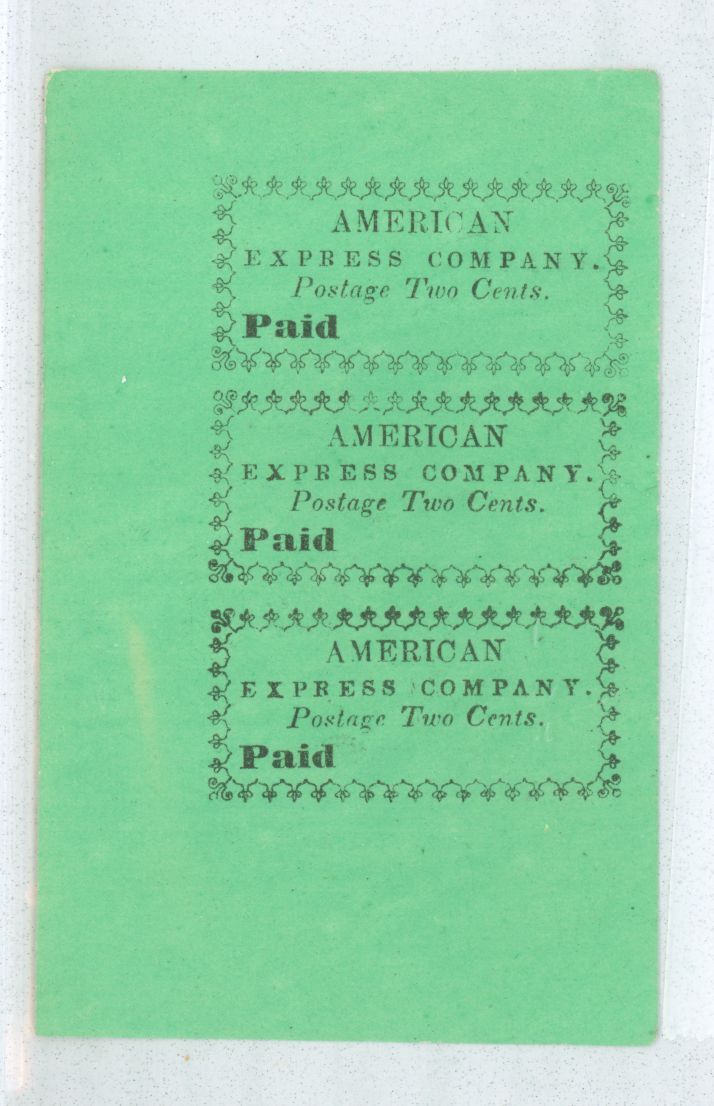 AMERICAN
EXPRESS COMPANY.
Postage Two Cents.
Paid
AMERICAN
EXPRESS COMPANY.
Postage Two Cents.
Paid
AMERICAN
EXPRESS COMPANY.
Postage Two Cents.
Paid